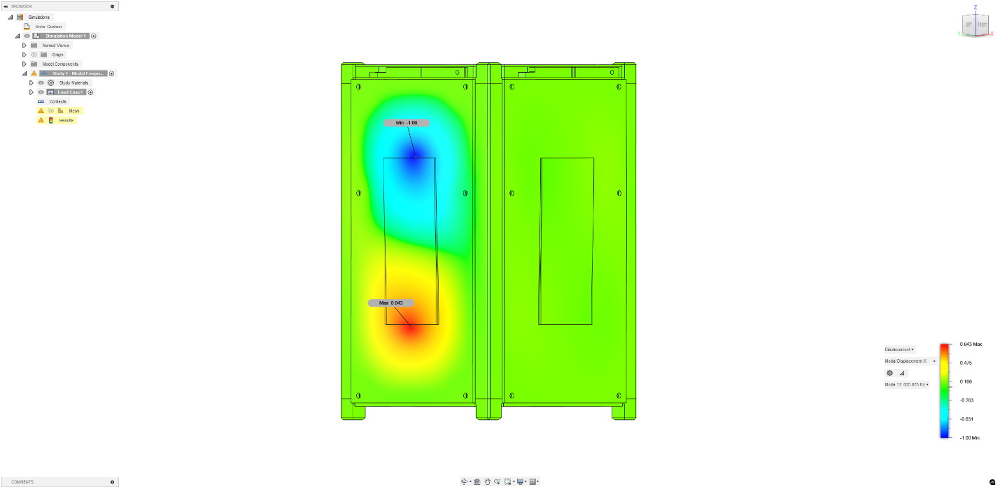 BROWSER
Simulations
Units: Custom
Simulation Model 1
Named Views
Origin
Model Components
Study 1 - Modal Freque...
Study Materials
Load Case1
Contacts
Mesh
Results
Z
LEFT FRONT
Y X
Min: -1.00
Max: 0.843
Displacement
Modal Displacement X
Mode 12: 835.675 Hz
0.843 Max.
0.475
0.106
-0.263
-0.631
-1.00 Min.
COMMENTS